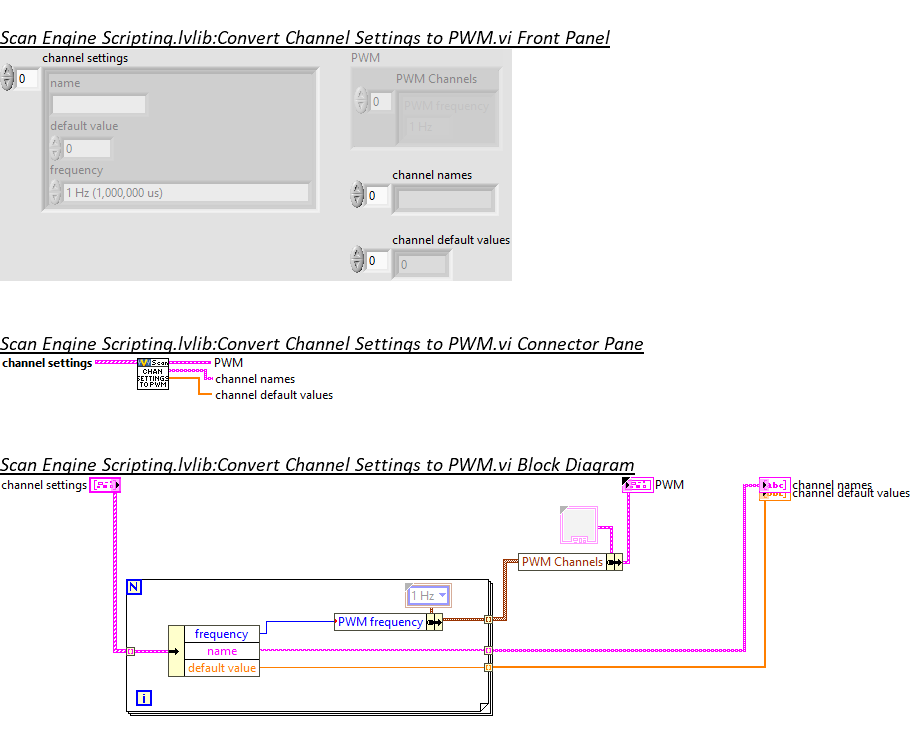 Scan Engine Scripting.lvlib:Convert Channel Settings to PWM.vi Front Panel
channel settings
0
name
default value
0
frequency
1 Hz (1,000,000 us)
PWM
PWM Channels
0
PWM frequency
1 Hz
channel names
0
channel default values
0
0
Scan Engine Scripting.lvlib:Convert Channel Settings to PWM.vi Connector Pane
channel settings
Scan
CHAN
SETTINGS
TO PWM
PWM
channel names
channel default values
Scan Engine Scripting.lvlib:Convert Channel Settings to PWM.vi Block Diagram
channel settings
PWM
abc
channel names
channel default values
PWM Channels
N
1 Hz
PWM frequency
frequency
name
default value
i